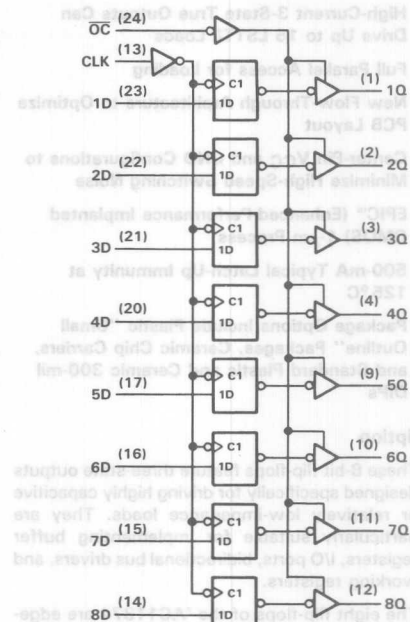 OC (24)
CLK (13)
1D (23) C1 1D (1) 1Q
2D (22) C1 1D (2) 2Q
3D (21) C1 1D (3) 3Q
4D (20) C1 1D (4) 4Q
5D (17) C1 1D (9) 5Q
6D (16) C1 1D (10) 6Q
7D (15) C1 1D (11) 7Q
8D (14) C1 1D (12) 8Q
High-Current 3-State True Outputs Can
Drive Up to Loads
Full Parallel Access for Loading
New Flow-Through Architecture Optimize
PCB Layout
Configurations to
Minimize High-Speed Switching Noise
EPIC™ (Enhanced-Performance Implanted
Process
500-mA Typical Latch-Up Immunity at
125°C
Package Options Include Plastic "Small
Outline" Packages, Ceramic Chip Carriers,
and Standard Plastic and Ceramic 300-mil
DIPs
These 8-bit flip-flops feature three-state outputs
designed specifically for driving highly capacitive
or relatively low-impedance loads. They are
particularly suitable for implementing buffer
registers, I/O ports, bidirectional bus drivers, and
working registers.
The eight flip-flops of the are edge-